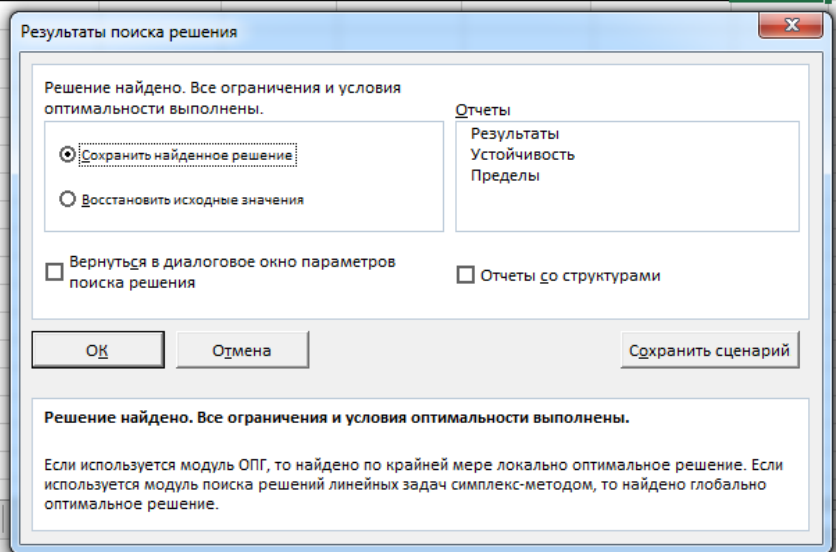 Результаты поиска решения
Решение найдено. Все ограничения и условия
оптимальности выполнены.
Сохранить найденное решение
Восстановить исходные значения
Отчеты
Результаты
Устойчивость
Пределы
Вернуться в диалоговое окно параметров
поиска решения
Отчеты со структурами
ОК
Отмена
Сохранить сценарий
Решение найдено. Все ограничения и условия оптимальности выполнены.
Если используется модуль ОПГ, то найдено по крайней мере локально оптимальное решение. Если
используется модуль поиска решений линейных задач симплекс-методом, то найдено глобально
оптимальное решение.